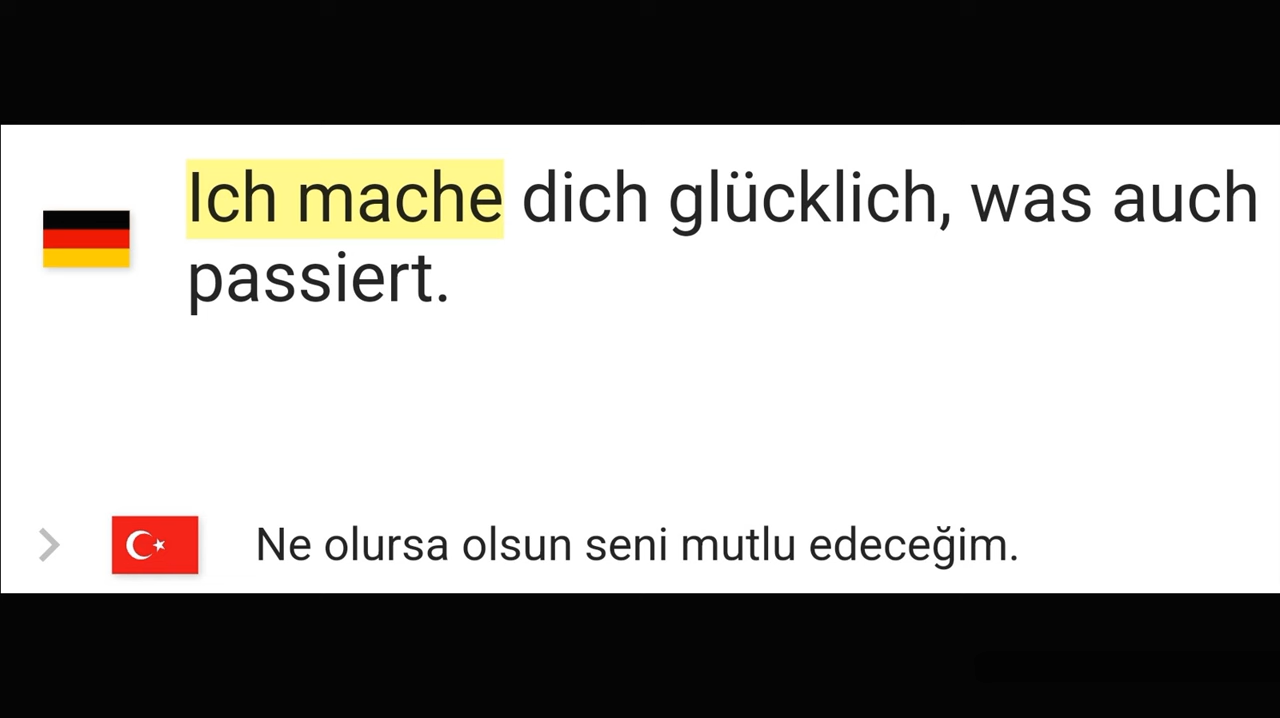 Ich mache dich glücklich, was auch
passiert.
Ne olursa olsun seni mutlu edeceğim.